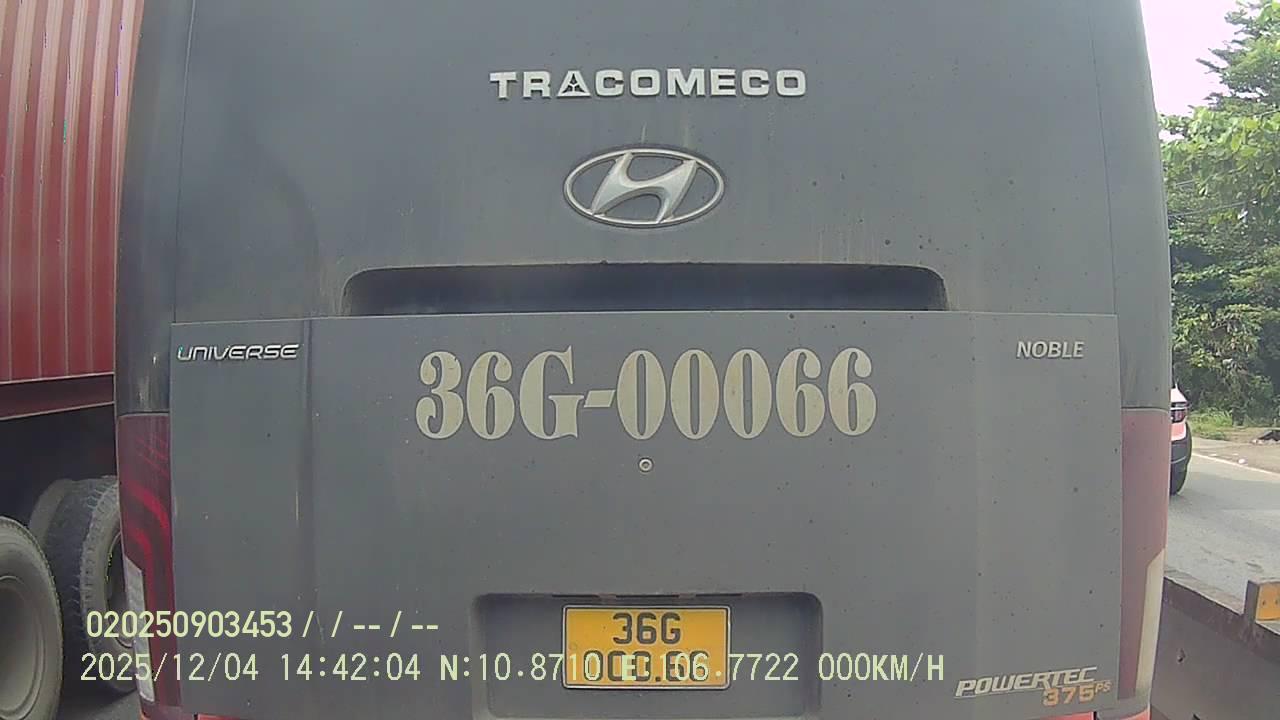 TRACOMECO
UNIVERSE
NOBLE
36G-00066
36G
020250903453 /  / -- / --
2025/12/04 14:42:04 N:10.8710 E:106.7722 000KM/H
POWERTEC
375PS